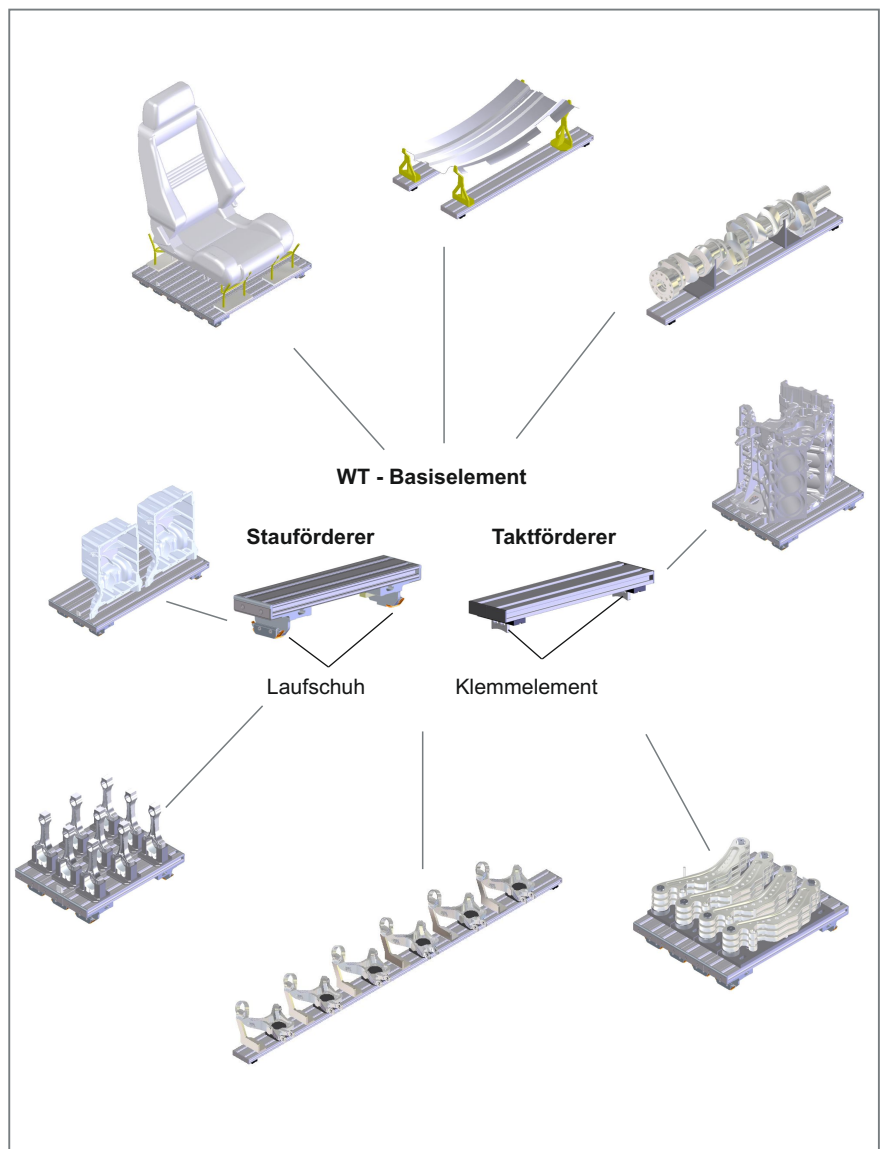 WT - Basiselement
Stauförderer
Taktförderer
Laufschuh
Klemmelement